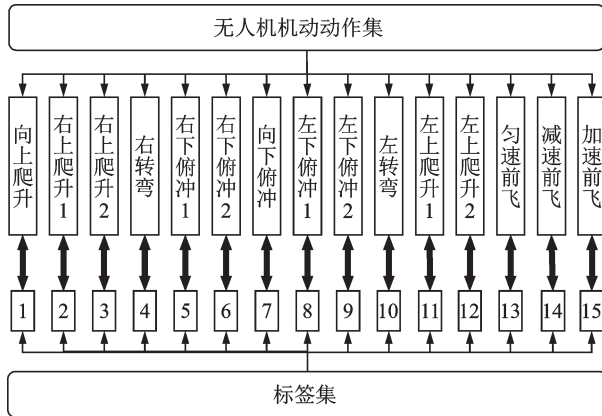 无人机机动动作集
向上爬升
右上爬升1
右上爬升2
右转弯
右下俯冲1
右下俯冲2
向下俯冲
左下俯冲1
左下俯冲2
左转弯
左上爬升1
左上爬升2
匀速前飞
减速前飞
加速前飞
1 2 3 4 5 6 7 8 9 10 11 12 13 14 15
标签集